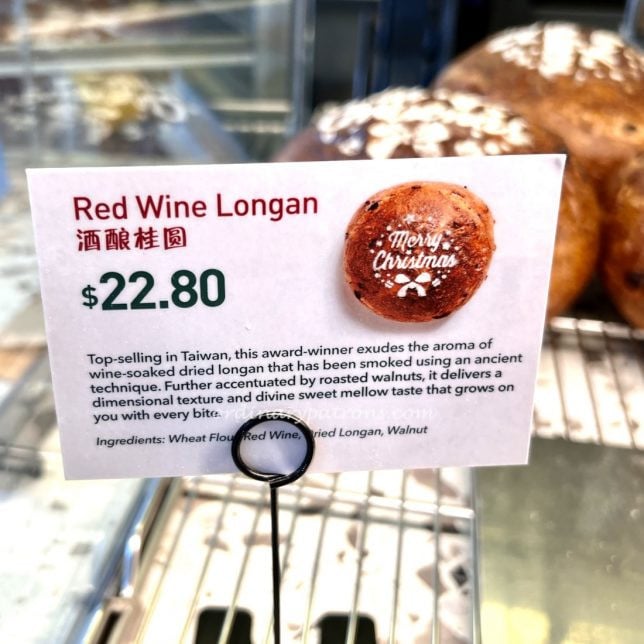 Red Wine Longan
酒酿桂圆
$22.80
Merry
Christmas
Top-selling in Taiwan, this award-winner exudes the aroma of
wine-soaked dried longan that has been smoked using an ancient
technique. Further accentuated by roasted walnuts, it delivers a
dimensional texture and divine sweet mellow taste that grows on
you with every bite
ordinarypatrons.com
Ingredients: Wheat Flour, Red Wine, Dried Longan, Walnut